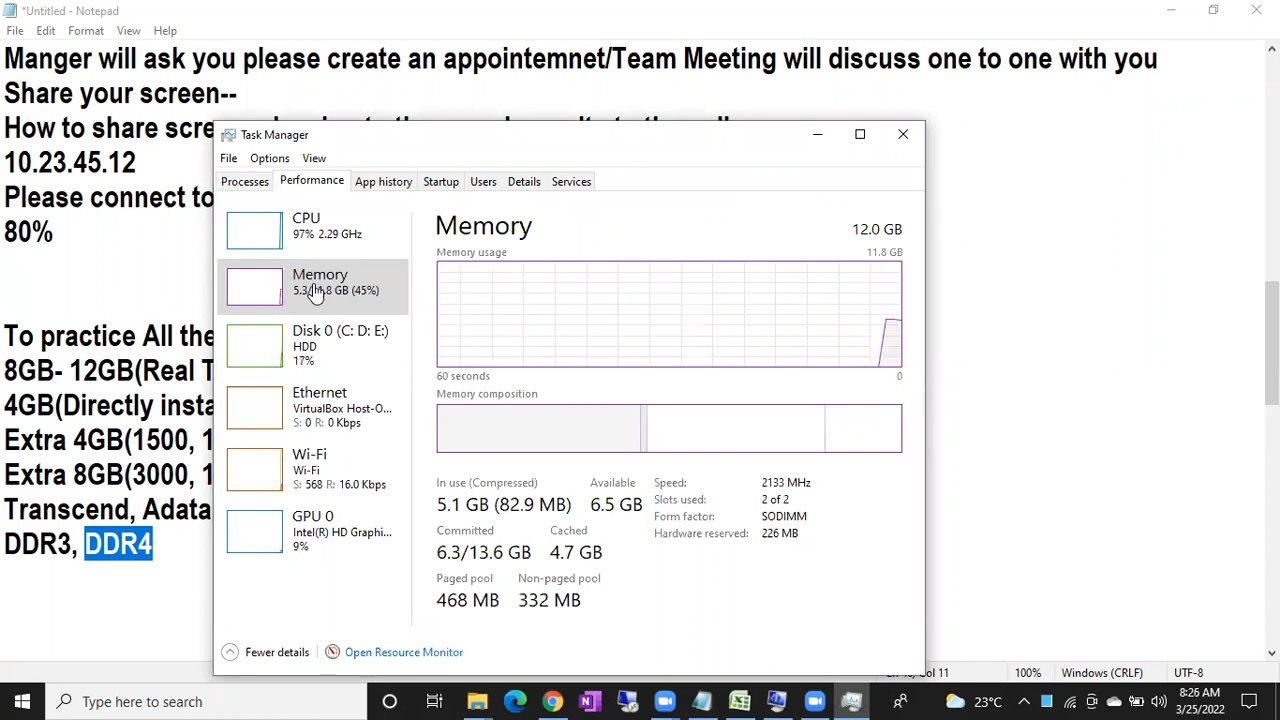 *Untitled - Notepad
File Edit Format View Help
Manger will ask you please create an appointemnet/Team Meeting will discuss one to one with you
Share your screen--
How to share scre
10.23.45.12
Please connect to
80%
To practice All the
8GB- 12GB(Real T
4GB(Directly insta
Extra 4GB(1500, 1
Extra 8GB(3000, 1
Transcend, Adata
DDR3, DDR4
Task Manager
File Options View
Processes Performance App history Startup Users Details Services
CPU
97% 2.29 GHz
Memory
5.3/11.8 GB (45%)
Disk 0 (C: D: E:)
HDD
17%
Ethernet
VirtualBox Host-O...
S: 0 R: 0 Kbps
Wi-Fi
Wi-Fi
S: 568 R: 16.0 Kbps
GPU 0
Intel(R) HD Graphi...
9%
Memory 12.0 GB
Memory usage 11.8 GB
60 seconds 0
Memory composition
In use (Compressed) Available
5.1 GB (82.9 MB) 6.5 GB
Committed Cached
6.3/13.6 GB 4.7 GB
Paged pool Non-paged pool
468 MB 332 MB
Speed: 2133 MHz
Slots used: 2 of 2
Form factor: SODIMM
Hardware reserved: 226 MB
Fewer details Open Resource Monitor
Col 11 100% Windows (CRLF) UTF-8
Type here to search
23°C
8:26 AM
3/25/2022